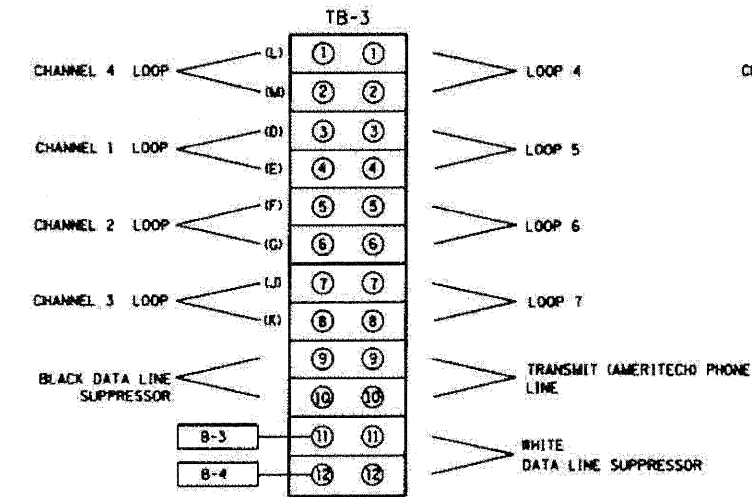 TB-3
CHANNEL 4 LOOP (L) 1 1 LOOP 4
(M) 2 2
CHANNEL 1 LOOP (D) 3 3 LOOP 5
(E) 4 4
CHANNEL 2 LOOP (F) 5 5 LOOP 6
(G) 6 6
CHANNEL 3 LOOP (J) 7 7 LOOP 7
(K) 8 8
BLACK DATA LINE 9 9 TRANSMIT (AMERITECH) PHONE
SUPPRESSOR 10 10 LINE
B-3 11 11 WHITE
B-4 12 12 DATA LINE SUPPRESSOR